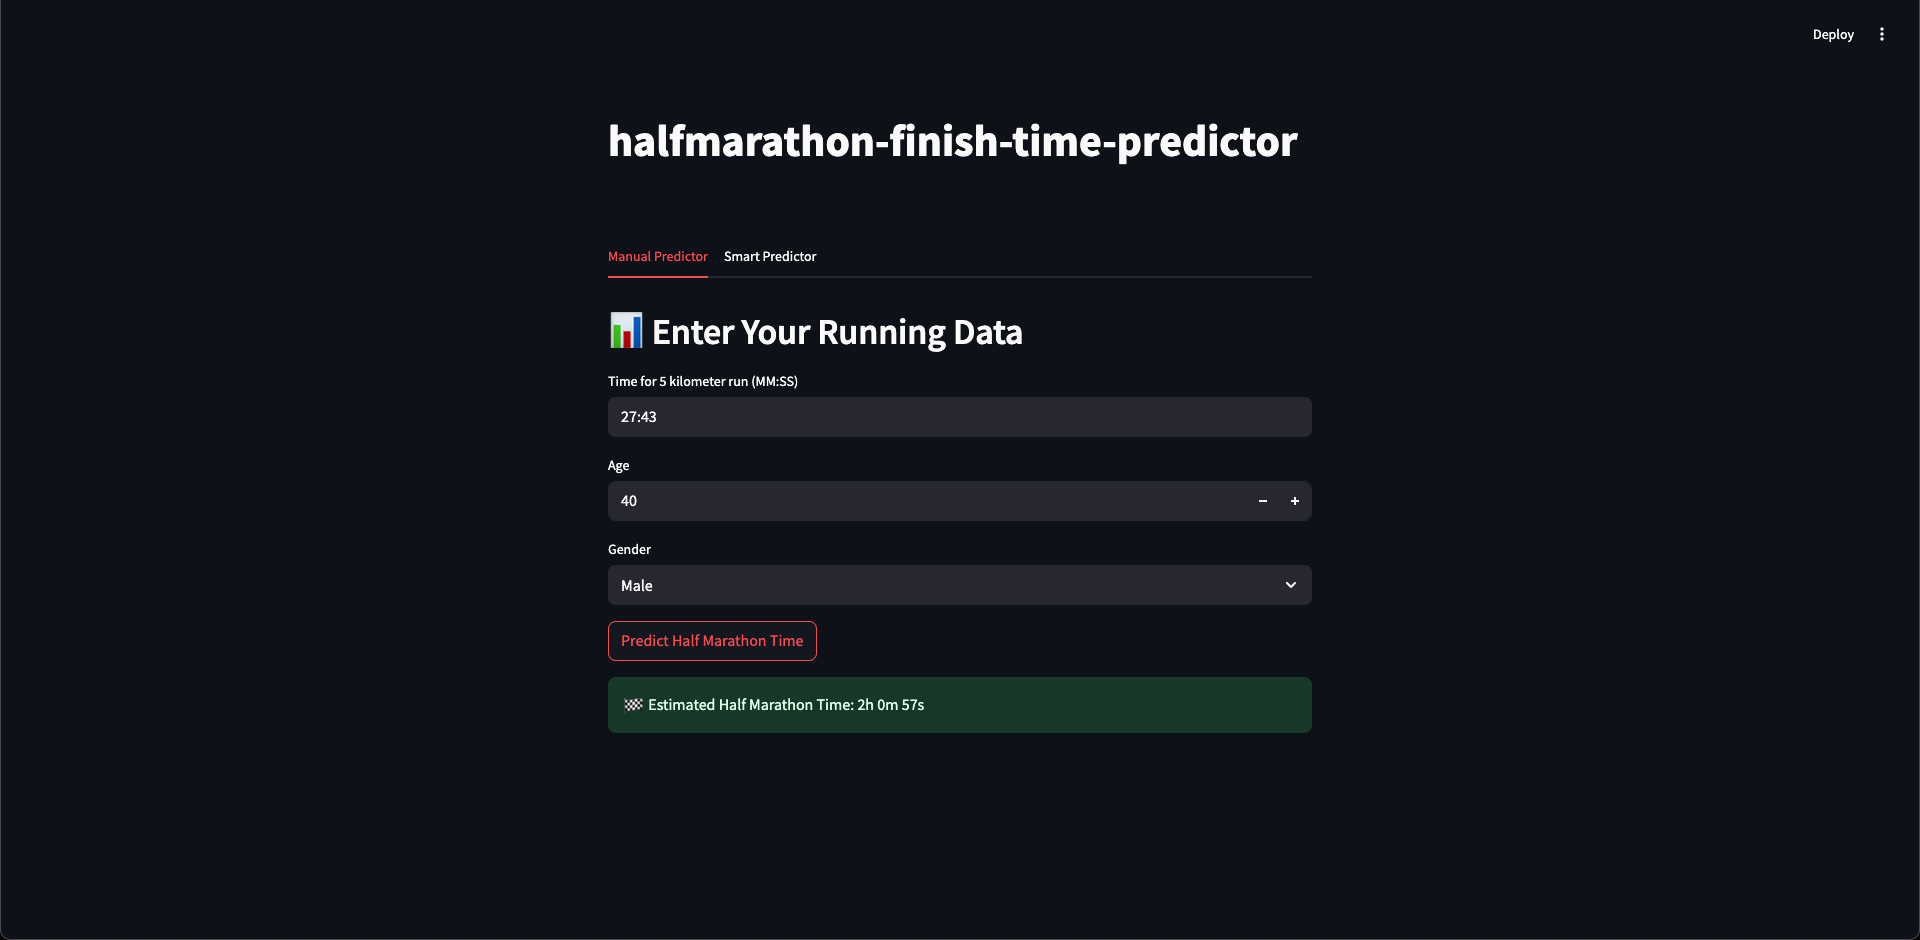 Deploy
halfmarathon-finish-time-predictor
Manual Predictor Smart Predictor
📊 Enter Your Running Data
Time for 5 kilometer run (MM:SS)
27:43
Age
40
Gender
Male
Predict Half Marathon Time
🏁 Estimated Half Marathon Time: 2h 0m 57s